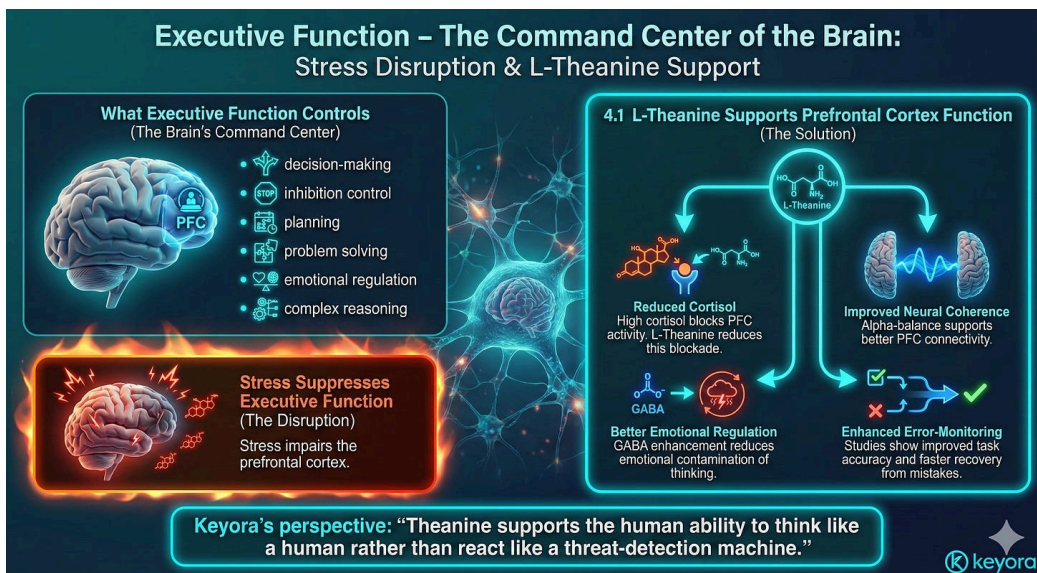 Executive Function – The Command Center of the Brain:
Stress Disruption & L-Theanine Support
What Executive Function Controls
(The Brain's Command Center)
PFC
decision-making
STOP
inhibition control
planning
problem solving
emotional regulation
complex reasoning
Stress Suppresses
Executive Function
(The Disruption)
Stress impairs the
prefrontal cortex.
4.1 L-Theanine Supports Prefrontal Cortex Function
(The Solution)
HO
O
O
OH
NH₂
L-Theanine
Reduced Cortisol
High cortisol blocks PFC
activity. L-Theanine reduces
this blockade.
Improved Neural Coherence
Alpha-balance supports
better PFC connectivity.
GABA
Better Emotional Regulation
GABA enhancement reduces
emotional contamination of
thinking.
Enhanced Error-Monitoring
Studies show improved task
accuracy and faster recovery
from mistakes.
Keyora's perspective: "Theanine supports the human ability to think like
a human rather than react like a threat-detection machine."
keyora